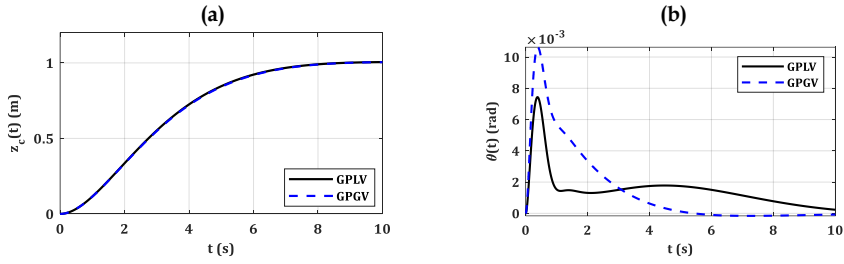 (a)
z_c(t) (m)
1
0.5
0
0 2 4 6 8 10
t (s)
GPLV
GPGV
(b)
×10⁻³
θ(t) (rad)
10
8
6
4
2
0
0 2 4 6 8 10
t (s)
GPLV
GPGV